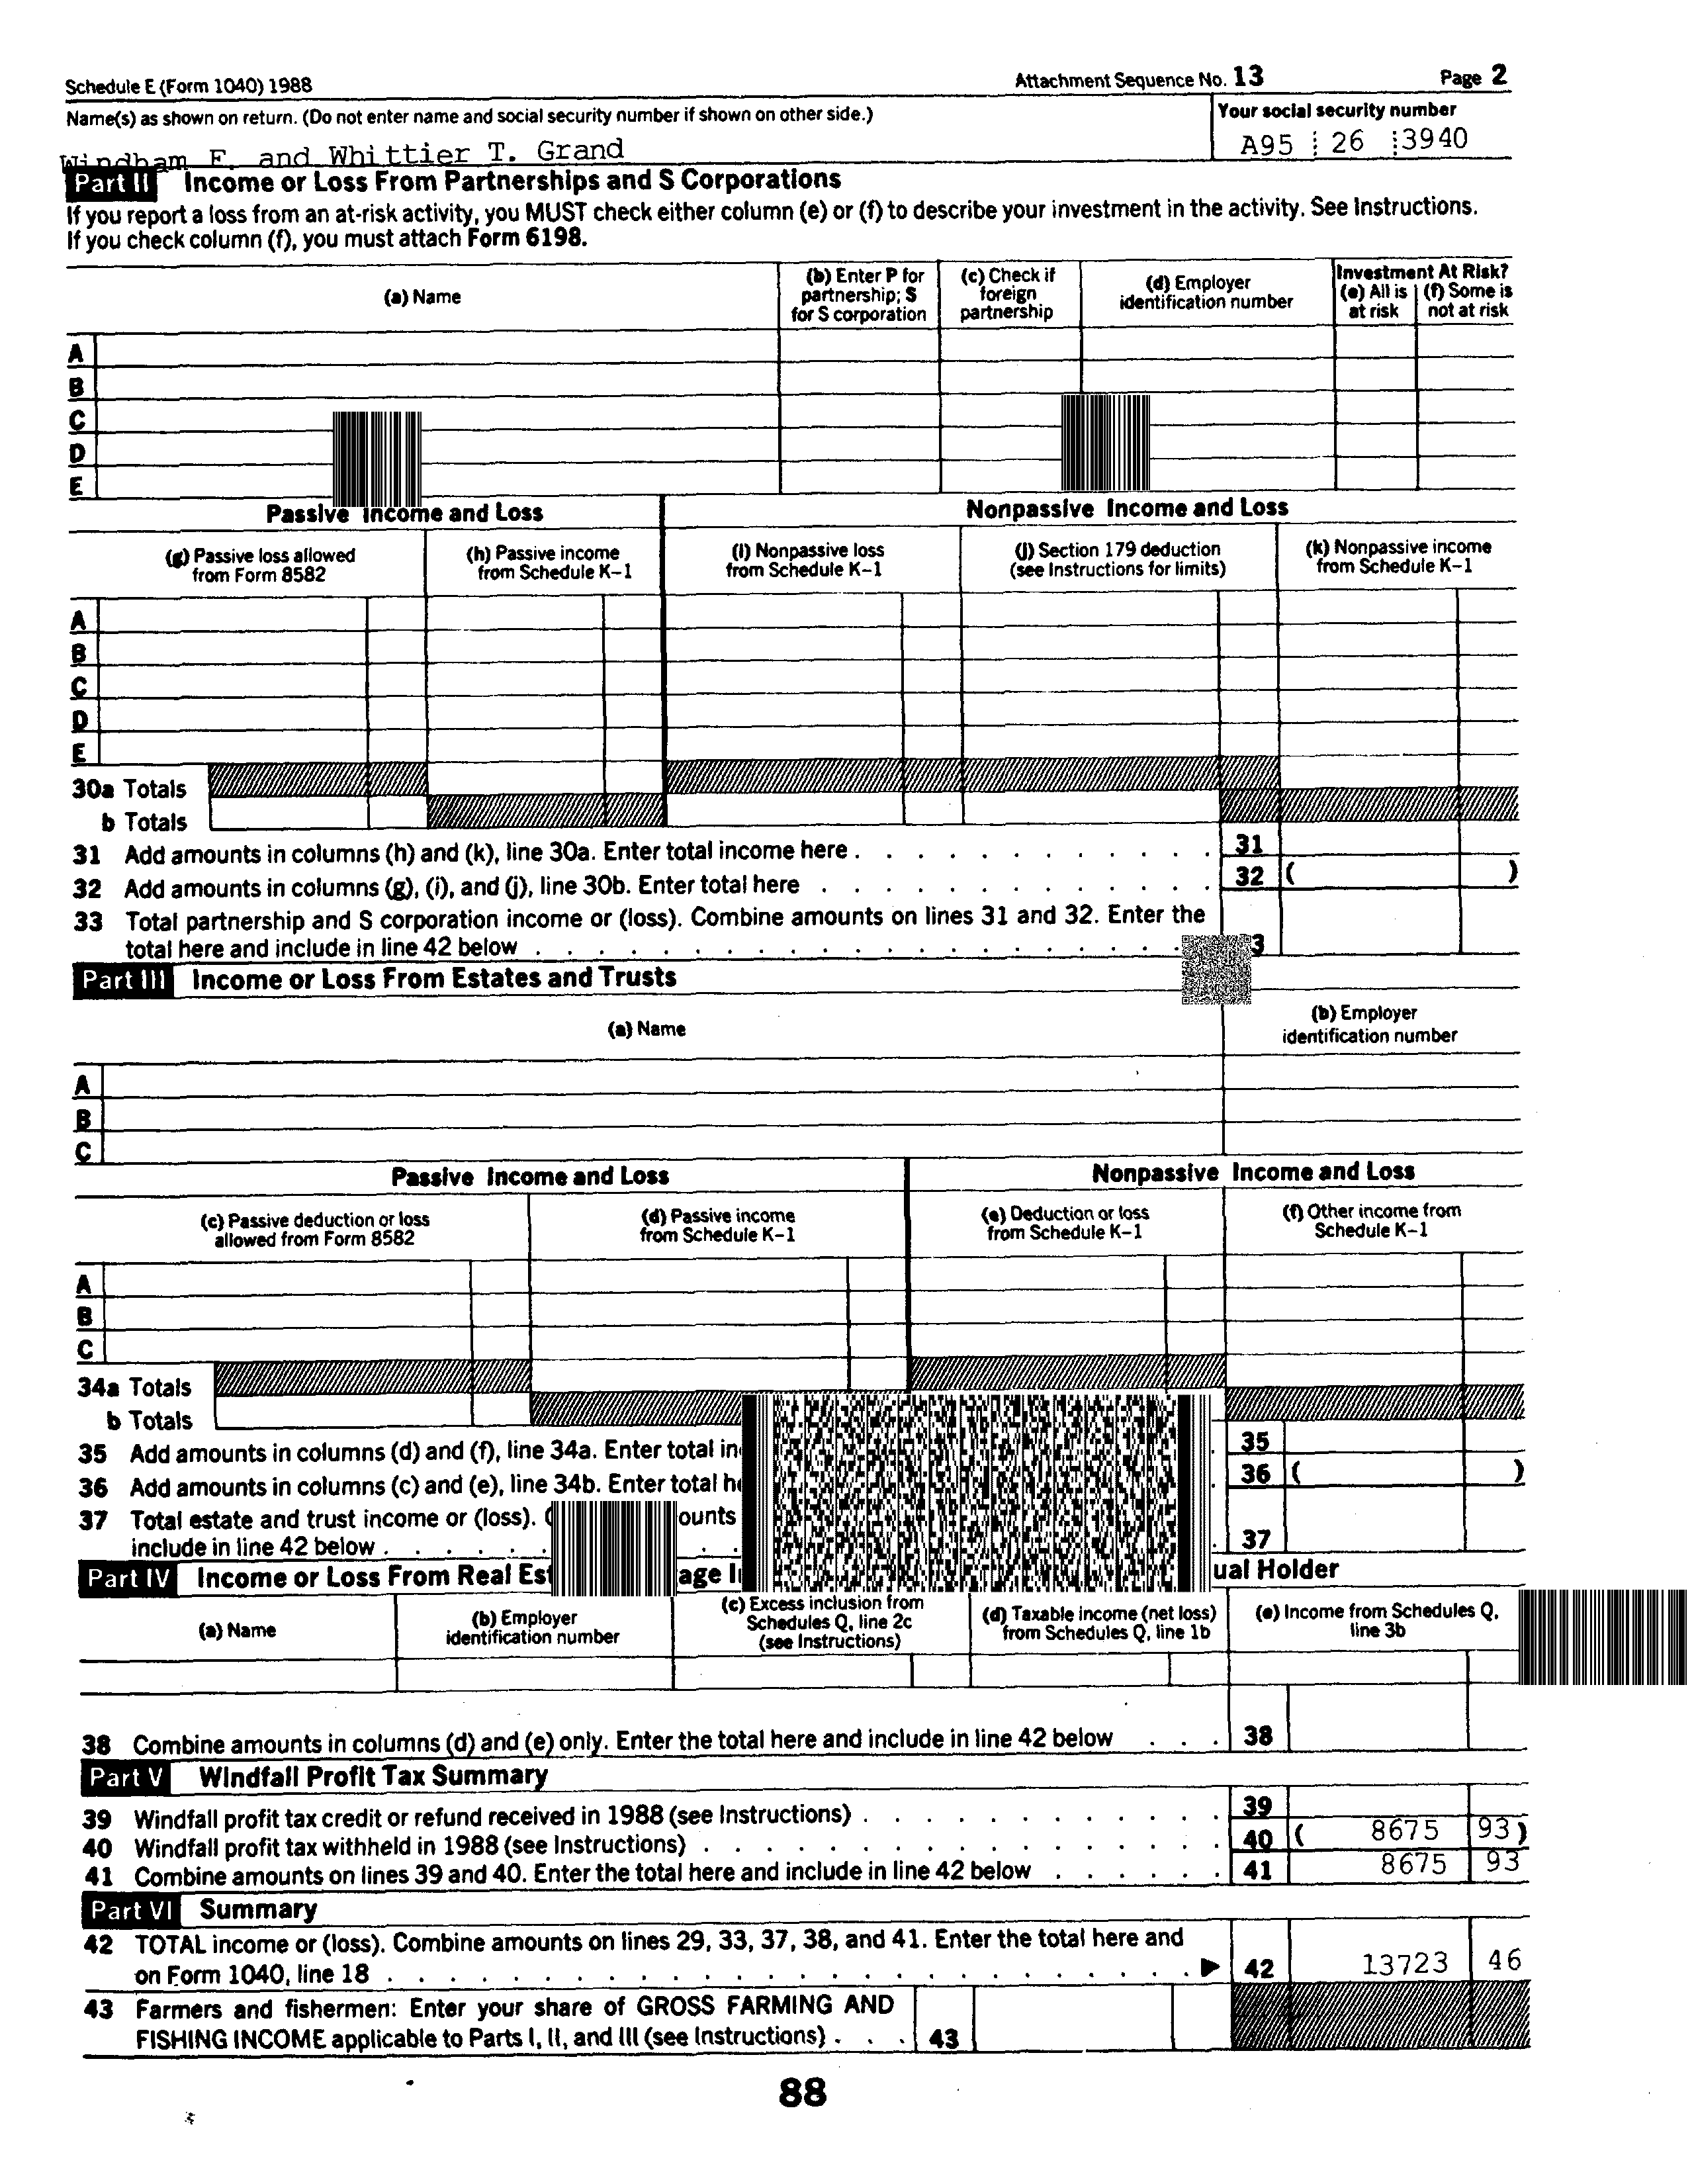 Schedule E (Form 1040) 1988 Attachment Sequence No. 13 Page 2
Name(s) as shown on return. (Do not enter name and social security number if shown on other side.) Your social security number
Windham F. and Whittier T. Grand A95 26 3940
Part II Income or Loss From Partnerships and S Corporations
If you report a loss from an at-risk activity, you MUST check either column (e) or (f) to describe your investment in the activity. See Instructions.
If you check column (f), you must attach Form 6198.
(a) Name
(b) Enter P for
partnership; S
for S corporation
(c) Check if
foreign
partnership
(d) Employer
identification number
Investment At Risk?
(e) All is
at risk
(f) Some is
not at risk
A
B
C
D
E
Passive Income and Loss Nonpassive Income and Loss
(g) Passive loss allowed
from Form 8582
(h) Passive income
from Schedule K–1
(i) Nonpassive loss
from Schedule K–1
(j) Section 179 deduction
(see Instructions for limits)
(k) Nonpassive income
from Schedule K–1
A
B
C
D
E
30a Totals
b Totals
31 Add amounts in columns (h) and (k), line 30a. Enter total income here . . . . . . . . . . . . 31
32 Add amounts in columns (g), (i), and (j), line 30b. Enter total here . . . . . . . . . . . . . 32 ( )
33 Total partnership and S corporation income or (loss). Combine amounts on lines 31 and 32. Enter the
total here and include in line 42 below . . . . . . . . . . . . . . . . . . . . . 3
Part III Income or Loss From Estates and Trusts
(a) Name
(b) Employer
identification number
A
B
C
Passive Income and Loss Nonpassive Income and Loss
(c) Passive deduction or loss
allowed from Form 8582
(d) Passive income
from Schedule K–1
(e) Deduction or loss
from Schedule K–1
(f) Other income from
Schedule K–1
A
B
C
34a Totals
b Totals
35 Add amounts in columns (d) and (f), line 34a. Enter total in . 35
36 Add amounts in columns (c) and (e), line 34b. Enter total h . 36 ( )
37 Total estate and trust income or (loss). ounts
include in line 42 below . . . . . . . . 37
Part IV Income or Loss From Real Est age I ual Holder
(a) Name
(b) Employer
identification number
(c) Excess inclusion from
Schedules Q, line 2c
(see Instructions)
(d) Taxable income (net loss)
from Schedules Q, line 1b
(e) Income from Schedules Q,
line 3b
38 Combine amounts in columns (d) and (e) only. Enter the total here and include in line 42 below . . . 38
Part V Windfall Profit Tax Summary
39 Windfall profit tax credit or refund received in 1988 (see Instructions) . . . . . . . . . . . . 39
40 Windfall profit tax withheld in 1988 (see Instructions) . . . . . . . . . . . . . . . . . 40 ( 8675 93 )
41 Combine amounts on lines 39 and 40. Enter the total here and include in line 42 below . . . . . . 41 8675 93
Part VI Summary
42 TOTAL income or (loss). Combine amounts on lines 29, 33, 37, 38, and 41. Enter the total here and
on Form 1040, line 18 . . . . . . . . . . . . . . . . . . . . . . . . . . ▶ 42 13723 46
43 Farmers and fishermen: Enter your share of GROSS FARMING AND
FISHING INCOME applicable to Parts I, II, and III (see Instructions) . . . 43
88